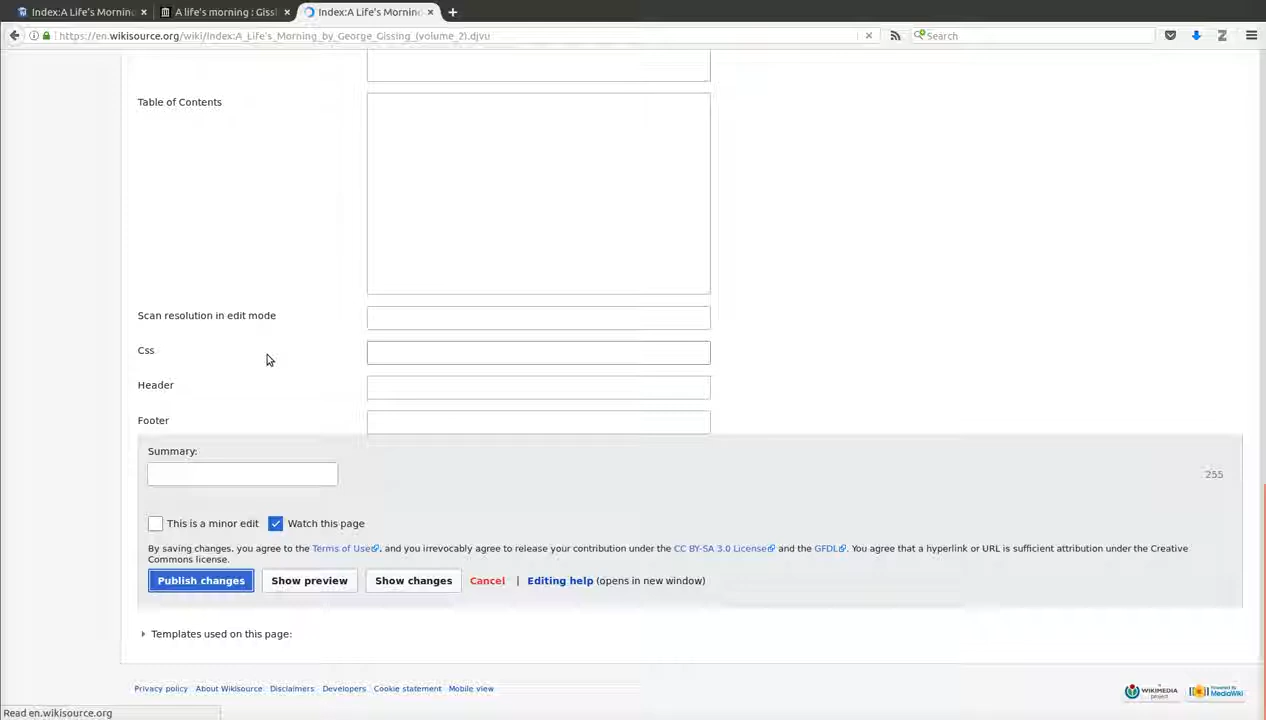 Index:A Life's Mornin
A life's morning : Gissi
Index:A Life's Mornin
https://en.wikisource.org/wiki/Index:A_Life's_Morning_by_George_Gissing_(volume_2).djvu
Search
Table of Contents
Scan resolution in edit mode
Css
Header
Footer
Summary:
255
This is a minor edit
Watch this page
By saving changes, you agree to the Terms of Use, and you irrevocably agree to release your contribution under the CC BY-SA 3.0 License and the GFDL. You agree that a hyperlink or URL is sufficient attribution under the Creative
Commons license.
Publish changes Show preview Show changes Cancel | Editing help (opens in new window)
Templates used on this page:
Privacy policy About Wikisource Disclaimers Developers Cookie statement Mobile view
WIKIMEDIA project
Powered By MediaWiki
Read en.wikisource.org